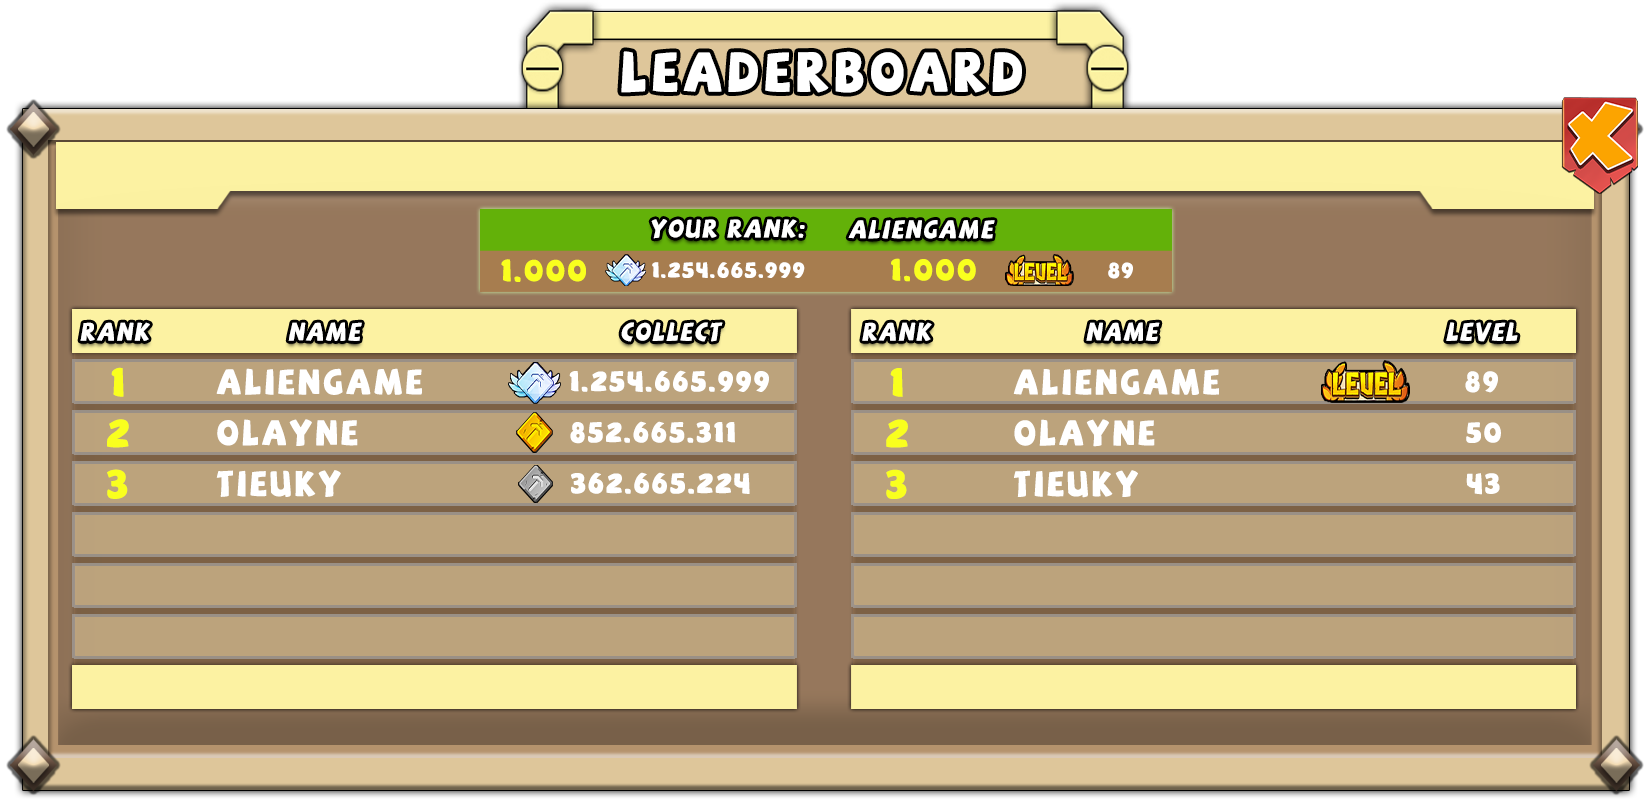 LEADERBOARD
YOUR RANK: ALIENGAME
1.000 1.254.665.999 1.000 LEVEL 89
RANK NAME COLLECT
1 ALIENGAME 1.254.665.999
2 OLAYNE 852.665.311
3 TIEUKY 362.665.224
RANK NAME LEVEL
1 ALIENGAME LEVEL 89
2 OLAYNE 50
3 TIEUKY 43